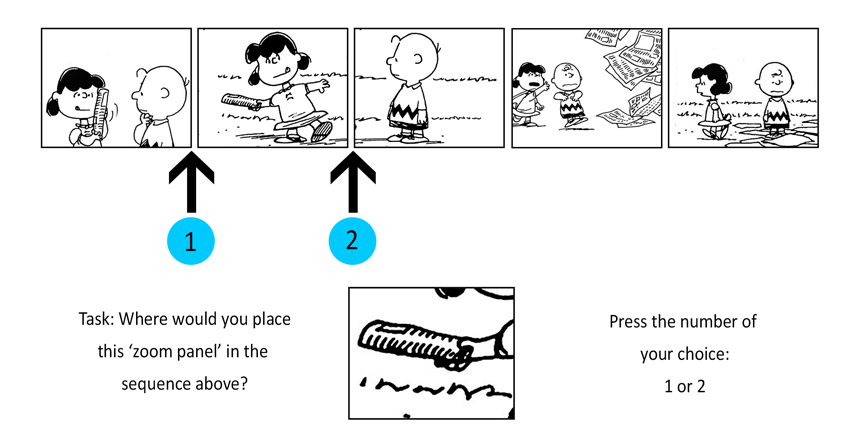 1
2
Task: Where would you place
this ‘zoom panel’ in the
sequence above?
Press the number of
your choice:
1 or 2